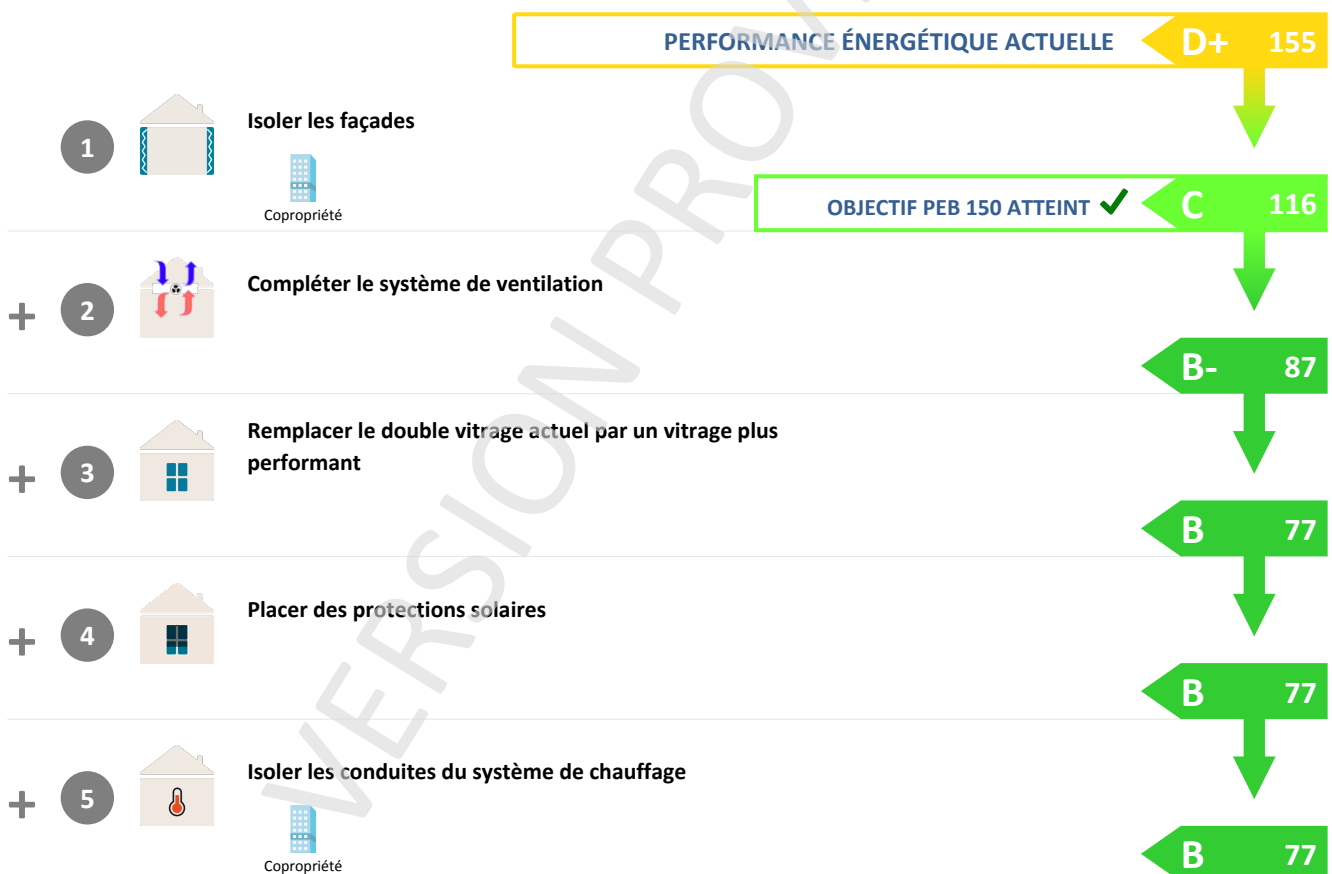 PERFORMANCE ÉNERGÉTIQUE ACTUELLE D+ 155
1 Isoler les façades
Copropriété
OBJECTIF PEB 150 ATTEINT ✓ C 116
+ 2 Compléter le système de ventilation
B- 87
+ 3 Remplacer le double vitrage actuel par un vitrage plus
performant
B 77
+ 4 Placer des protections solaires
B 77
+ 5 Isoler les conduites du système de chauffage
Copropriété
B 77
VERSION PROV